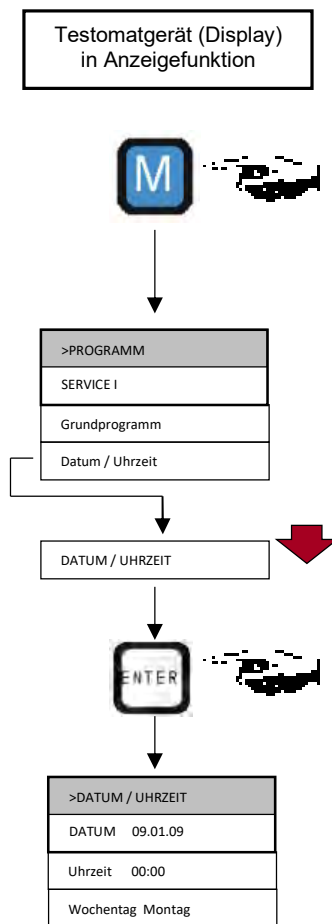 Testomatgerät (Display)
in Anzeigefunktion
M
>PROGRAMM
SERVICE I
Grundprogramm
Datum / Uhrzeit
DATUM / UHRZEIT
ENTER
>DATUM / UHRZEIT
DATUM 09.01.09
Uhrzeit 00:00
Wochentag Montag